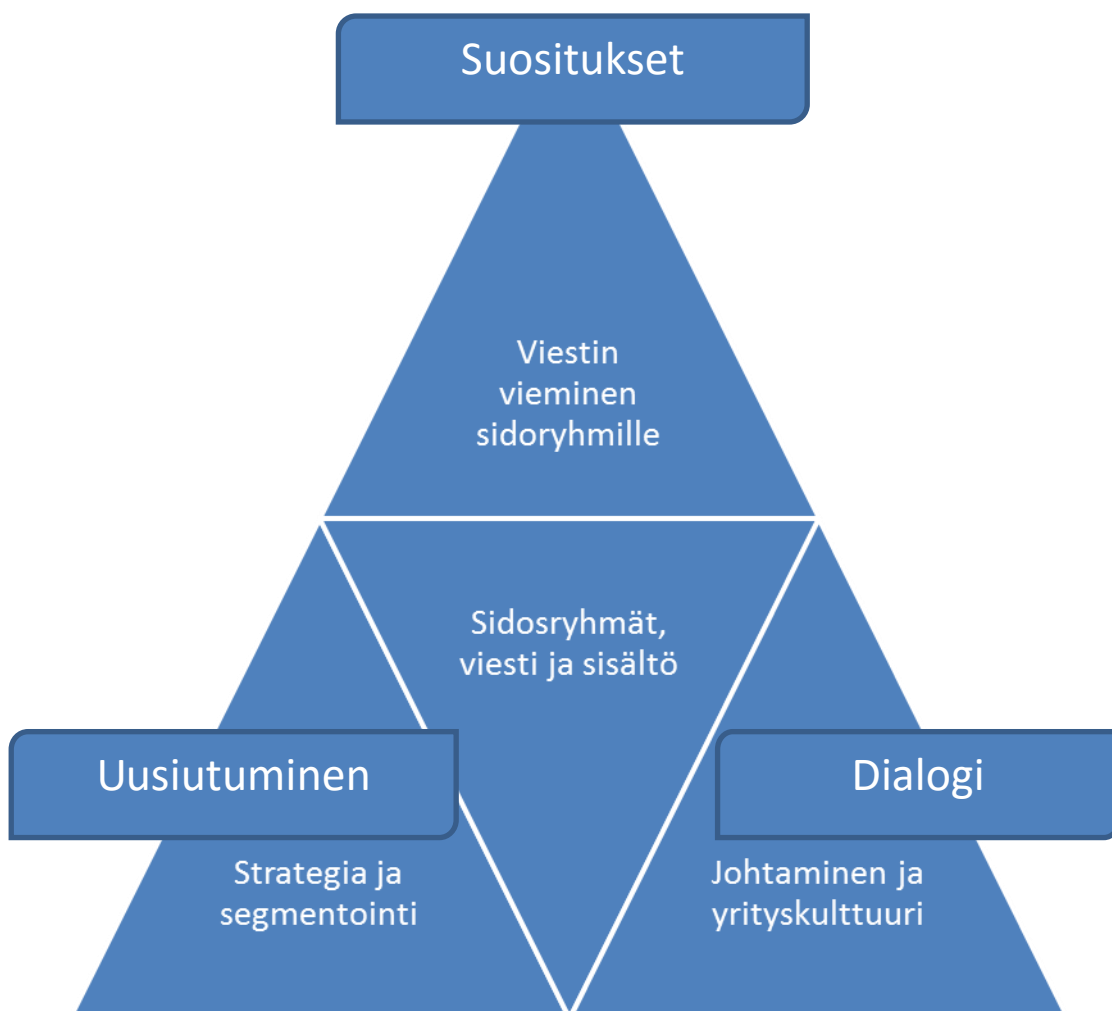 Suositukset
Viestin
vieminen
sidoryhmille
Sidosryhmät,
viesti ja sisältö
Uusiutuminen
Dialogi
Strategia ja
segmentointi
Johtaminen ja
yrityskulttuuri